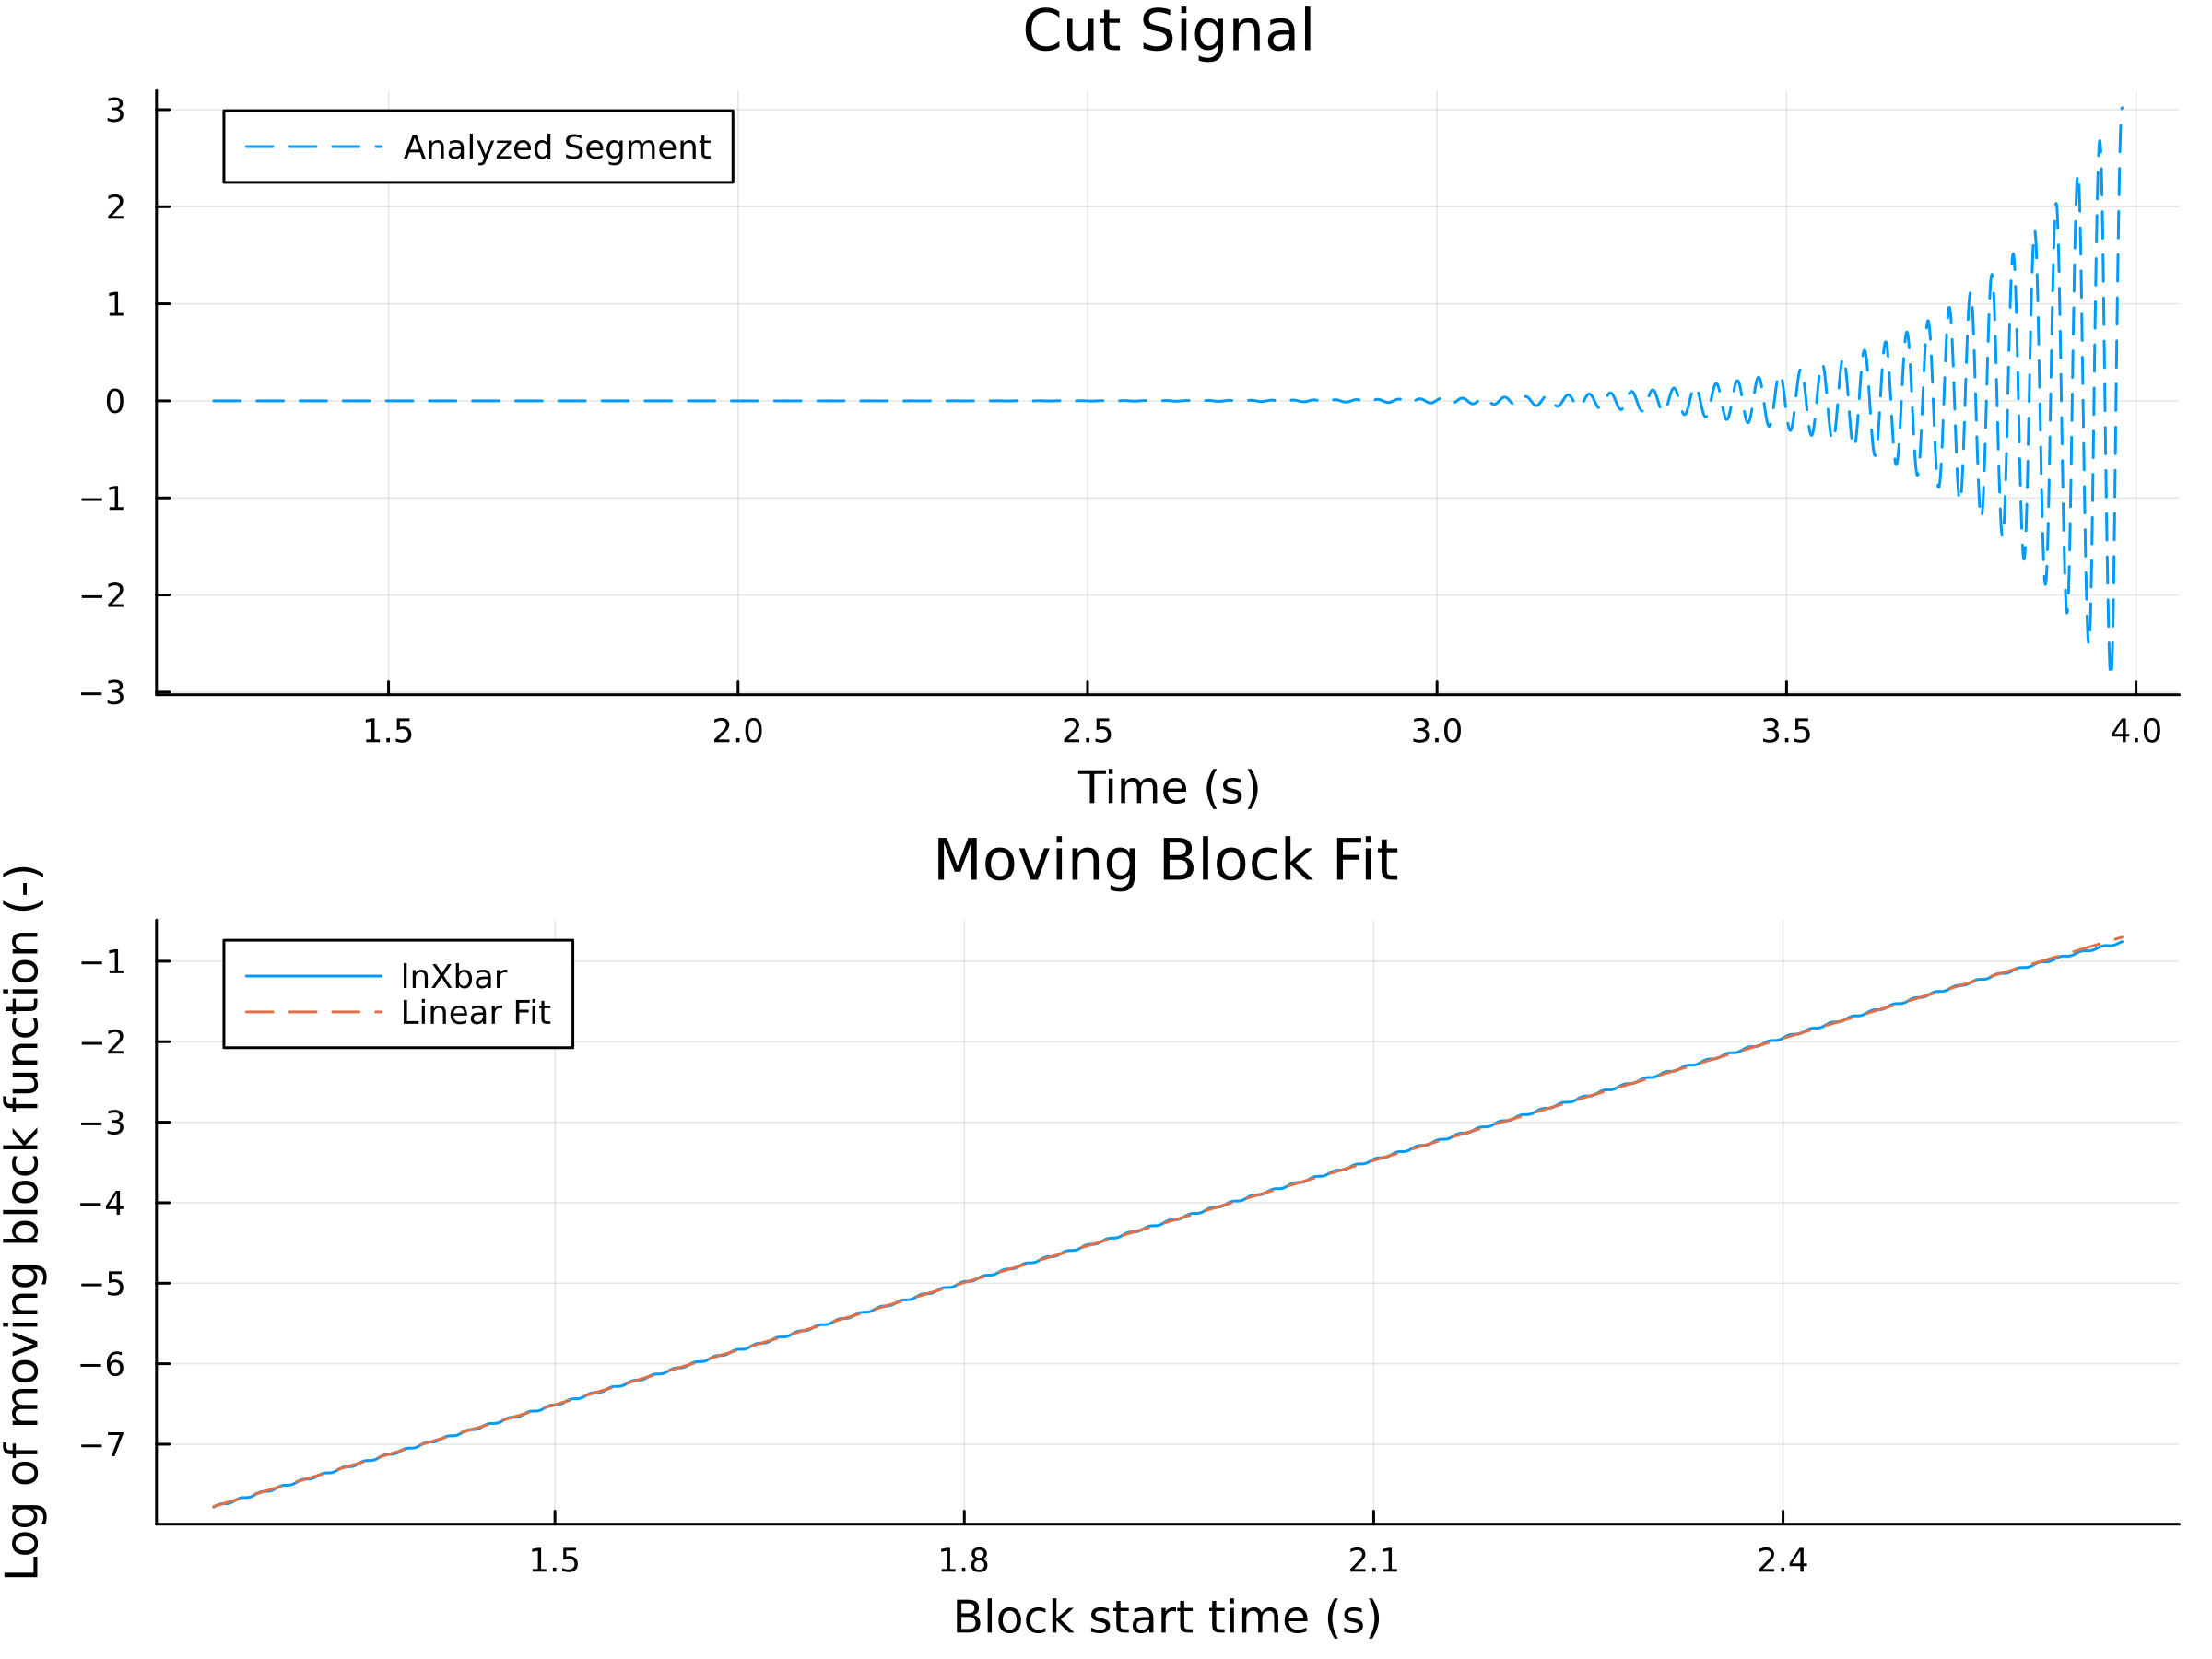 Cut Signal
Analyzed Segment
3
2
1
0
−1
−2
−3
1.5 2.0 2.5 3.0 3.5 4.0
Time (s)
Moving Block Fit
Log of moving block function (-)
lnXbar
Linear Fit
−1
−2
−3
−4
−5
−6
−7
1.5 1.8 2.1 2.4
Block start time (s)